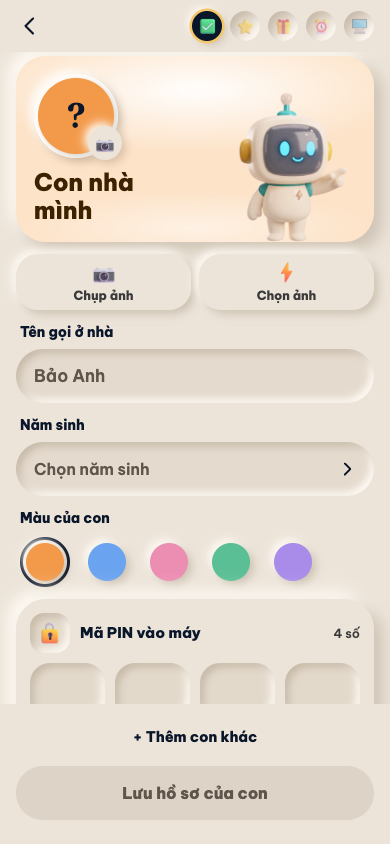 ?
Con nhà
mình
Chụp ảnh
Chọn ảnh
Tên gọi ở nhà
Bảo Anh
Năm sinh
Chọn năm sinh
Màu của con
Mã PIN vào máy
4 số
+ Thêm con khác
Lưu hồ sơ của con